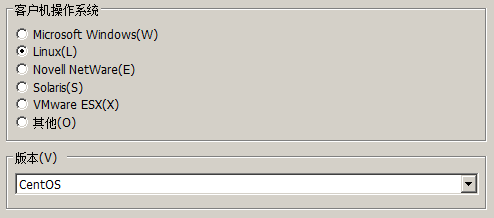 客户机操作系统
Microsoft Windows(W)
Linux(L)
Novell NetWare(E)
Solaris(S)
VMware ESX(X)
其他(O)
版本(V)
CentOS